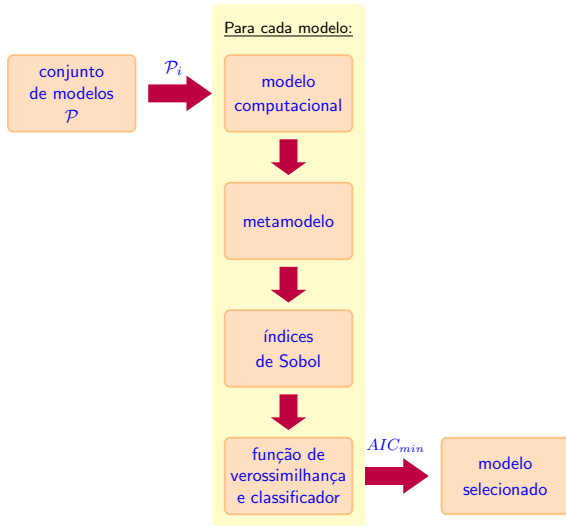 Para cada modelo:
conjunto
de modelos
𝒫
𝒫ᵢ
modelo
computacional
metamodelo
índices
de Sobol
função de
verossimilhança
e classificador
AICₘᵢₙ
modelo
selecionado